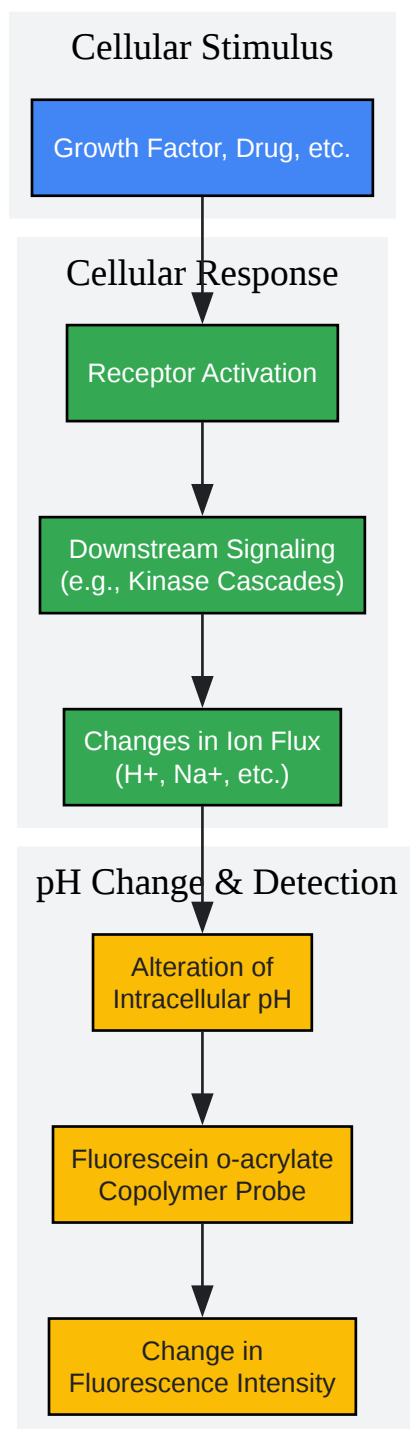 Cellular Stimulus
Growth Factor, Drug, etc.
Cellular Response
Receptor Activation
Downstream Signaling
(e.g., Kinase Cascades)
Changes in Ion Flux
(H+, Na+, etc.)
pH Change & Detection
Alteration of
Intracellular pH
Fluorescein o-acrylate
Copolymer Probe
Change in
Fluorescence Intensity